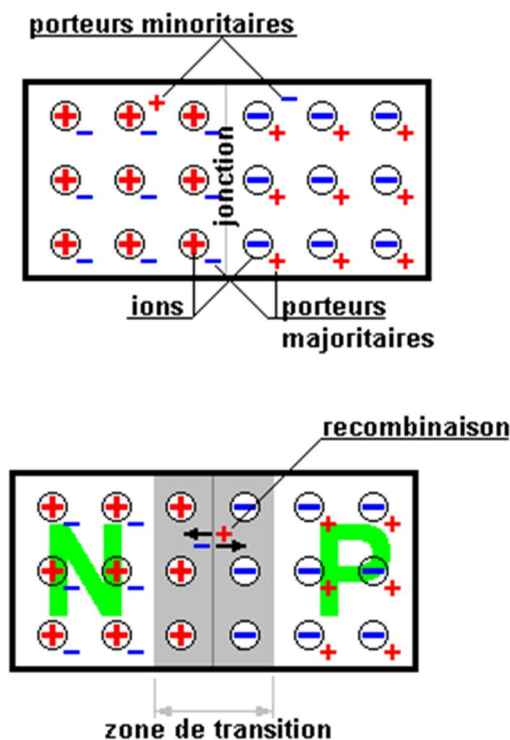 porteurs minoritaires
jonction
ions
porteurs
majoritaires
recombinaison
N
P
zone de transition